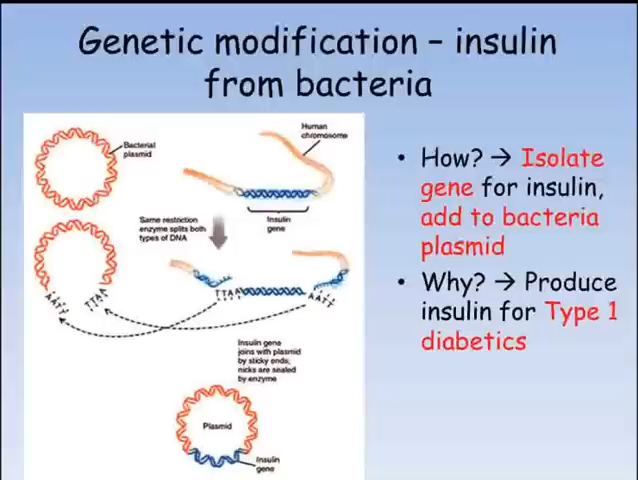 Genetic modification – insulin
from bacteria
Bacterial
plasmid
Human
chromosome
Insulin
gene
Same restriction
enzyme splits both
types of DNA
AATT
TTAA
TTAA
AATT
Insulin gene
joins with plasmid
by sticky ends;
nicks are sealed
by enzyme
Plasmid
Insulin
gene
• How? → Isolate
gene for insulin,
add to bacteria
plasmid
• Why? → Produce
insulin for Type 1
diabetics